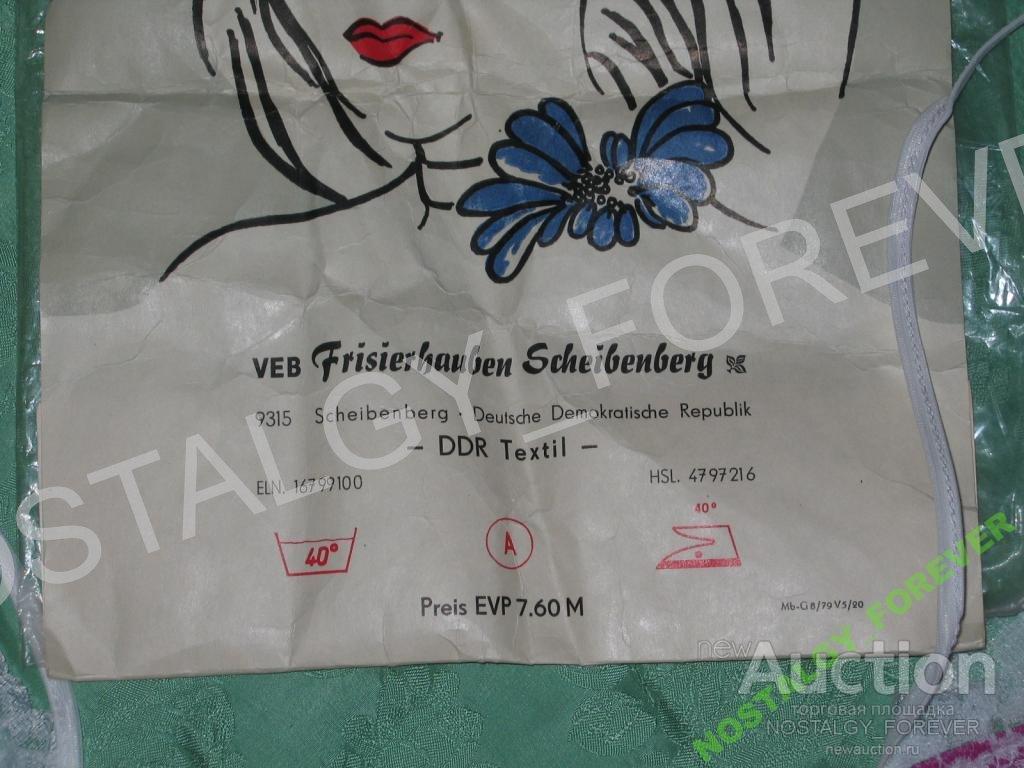 VEB Frisierhauben Scheibenberg
9315 Scheibenberg · Deutsche Demokratische Republik
– DDR Textil –
ELN. 16799100
HSL. 4797216
40°
A
40°
Preis EVP 7.60 M
Mb-G 8/79 V5/20
NOSTALGY_FOREVER
NOSTALGY_FOREVER
newAuction
торговая площадка
NOSTALGY_FOREVER
newauction.ru